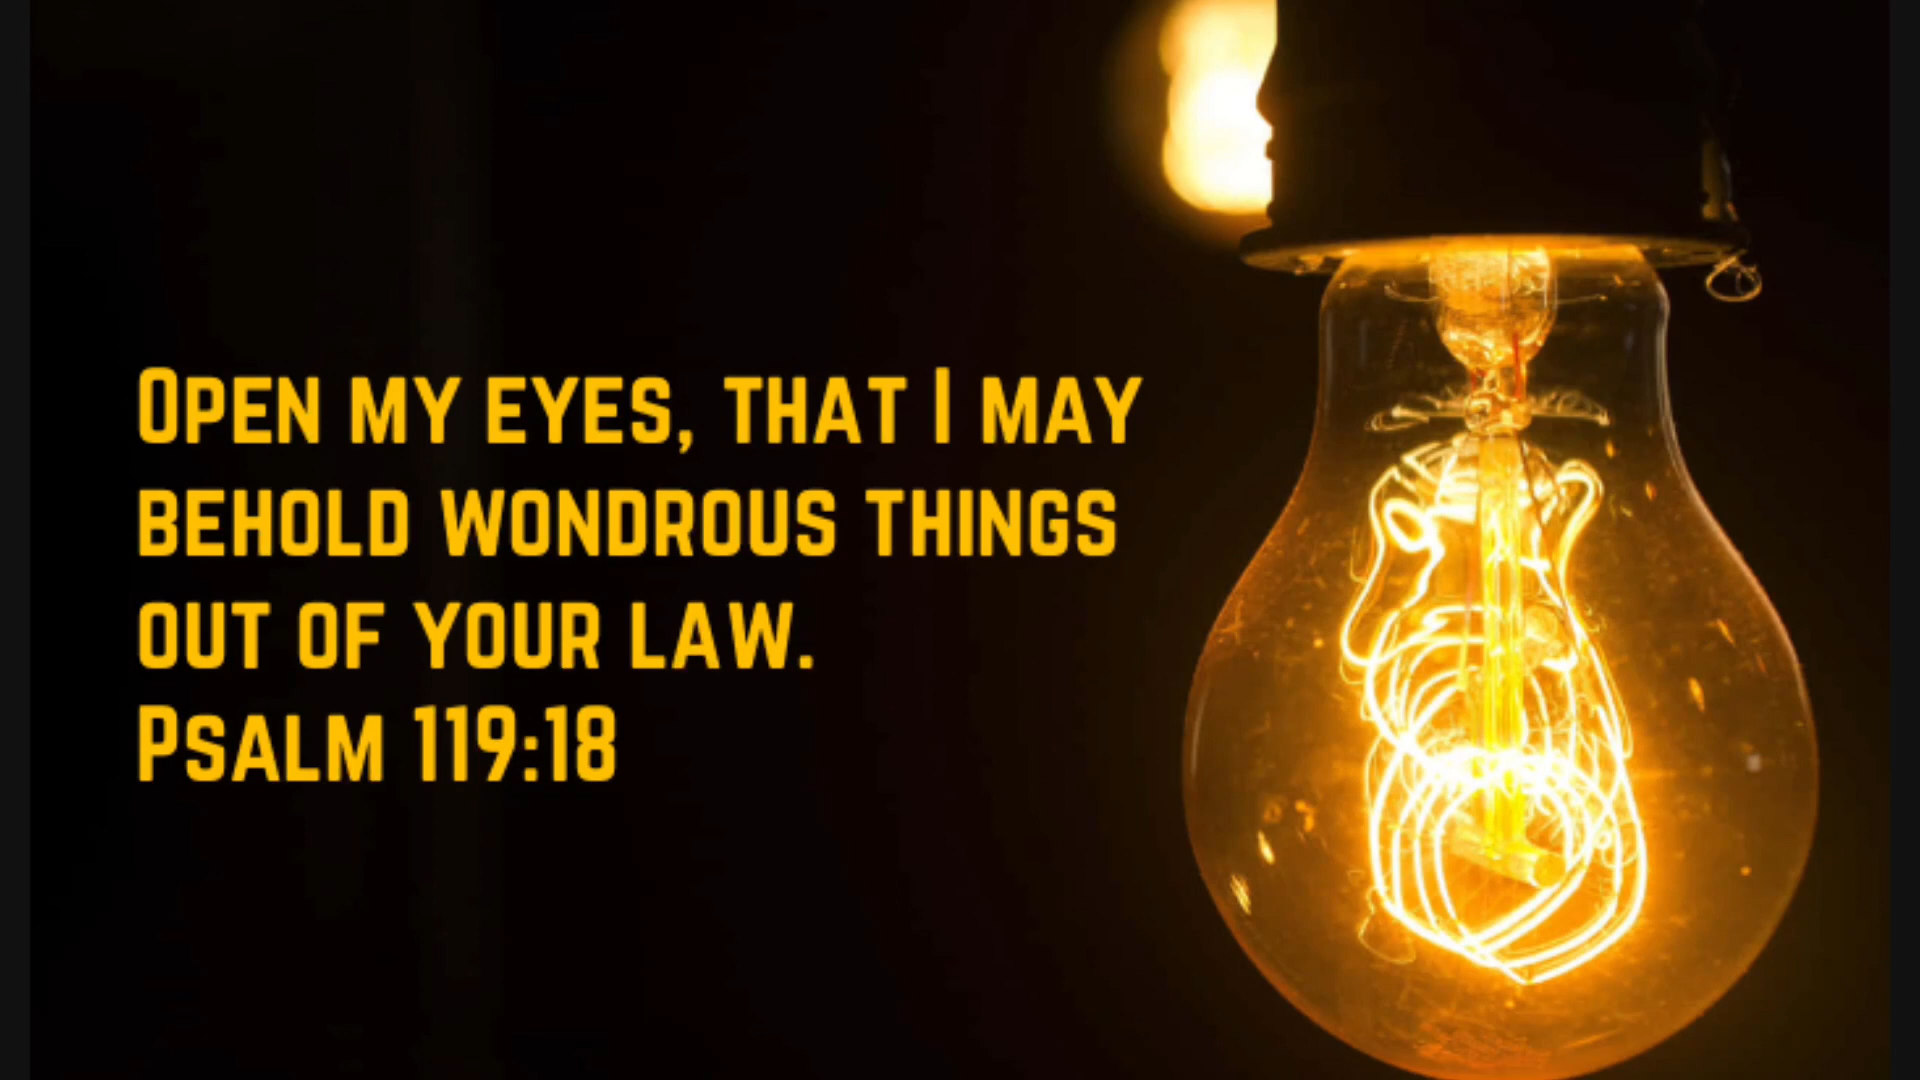 Open my eyes, that I may
behold wondrous things
out of your law.
Psalm 119:18